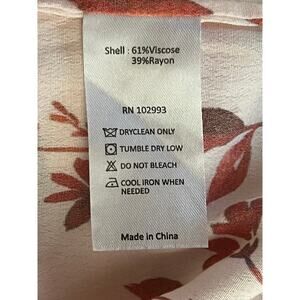 Shell : 61%Viscose
39%Rayon
RN 102993
DRYCLEAN ONLY
TUMBLE DRY LOW
DO NOT BLEACH
COOL IRON WHEN
NEEDED
Made in China